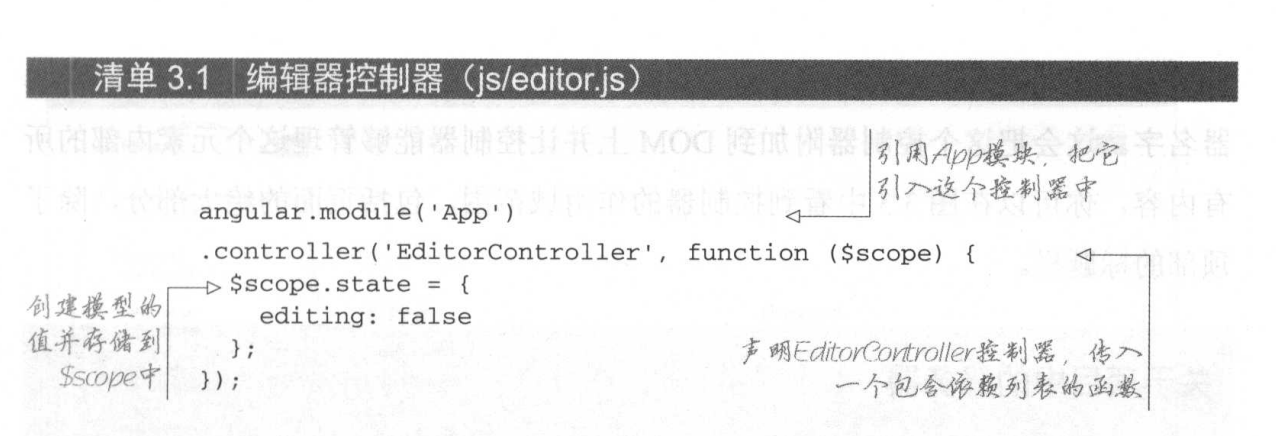 清单 3.1 编辑器控制器（js/editor.js）
引用App模块，把它
引入这个控制器中
angular.module('App')
.controller('EditorController', function ($scope) {
$scope.state = {
editing: false
};
});
创建模型的
值并存储到
$scope中
声明EditorController控制器，传入
一个包含依赖列表的函数